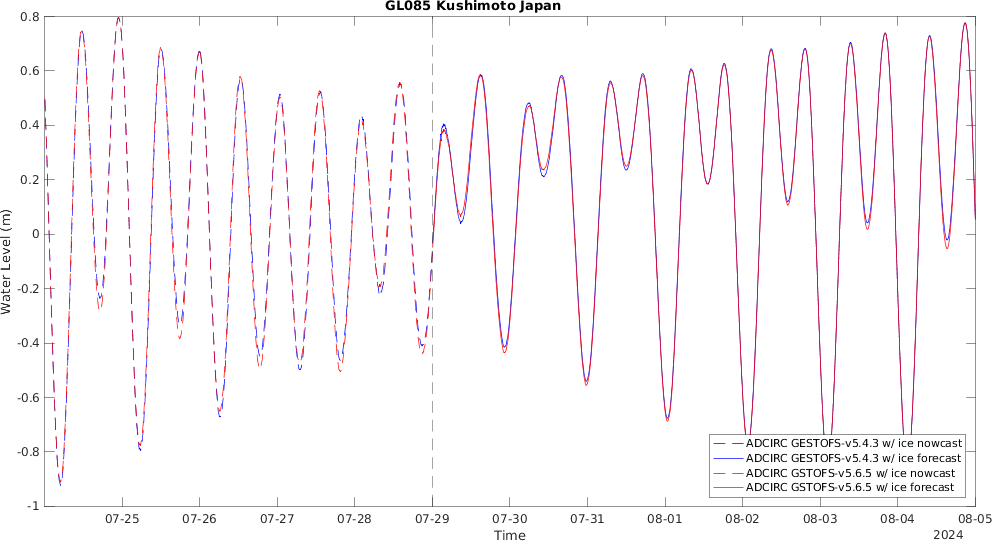 GL085 Kushimoto Japan
0.8
0.6
0.4
0.2
0
-0.2
-0.4
-0.6
-0.8
-1
Water Level (m)
07-25 07-26 07-27 07-28 07-29 07-30 07-31 08-01 08-02 08-03 08-04 08-05
Time
2024
ADCIRC GESTOFS-v5.4.3 w/ ice nowcast
ADCIRC GESTOFS-v5.4.3 w/ ice forecast
ADCIRC GSTOFS-v5.6.5 w/ ice nowcast
ADCIRC GSTOFS-v5.6.5 w/ ice forecast